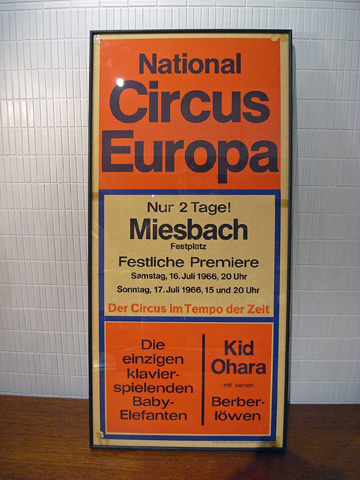 National
Circus
Europa
Nur 2 Tage!
Miesbach
Festplatz
Festliche Premiere
Samstag, 16. Juli 1966, 20 Uhr
Sonntag, 17. Juli 1966, 15 und 20 Uhr
Der Circus im Tempo der Zeit
Die
einzigen
klavier-
spielenden
Baby-
Elefanten
Kid
Ohara
mit seinen
Berber-
löwen